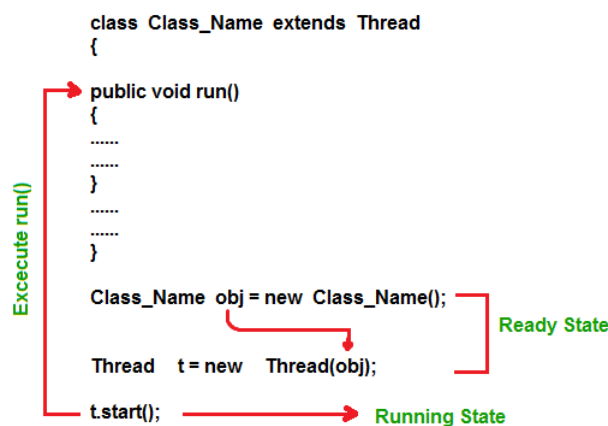 class Class_Name extends Thread
{
public void run()
{
......
......
}
......
......
}
Excecute run()
Class_Name obj = new Class_Name();
Ready State
Thread t = new Thread(obj);
t.start();
Running State